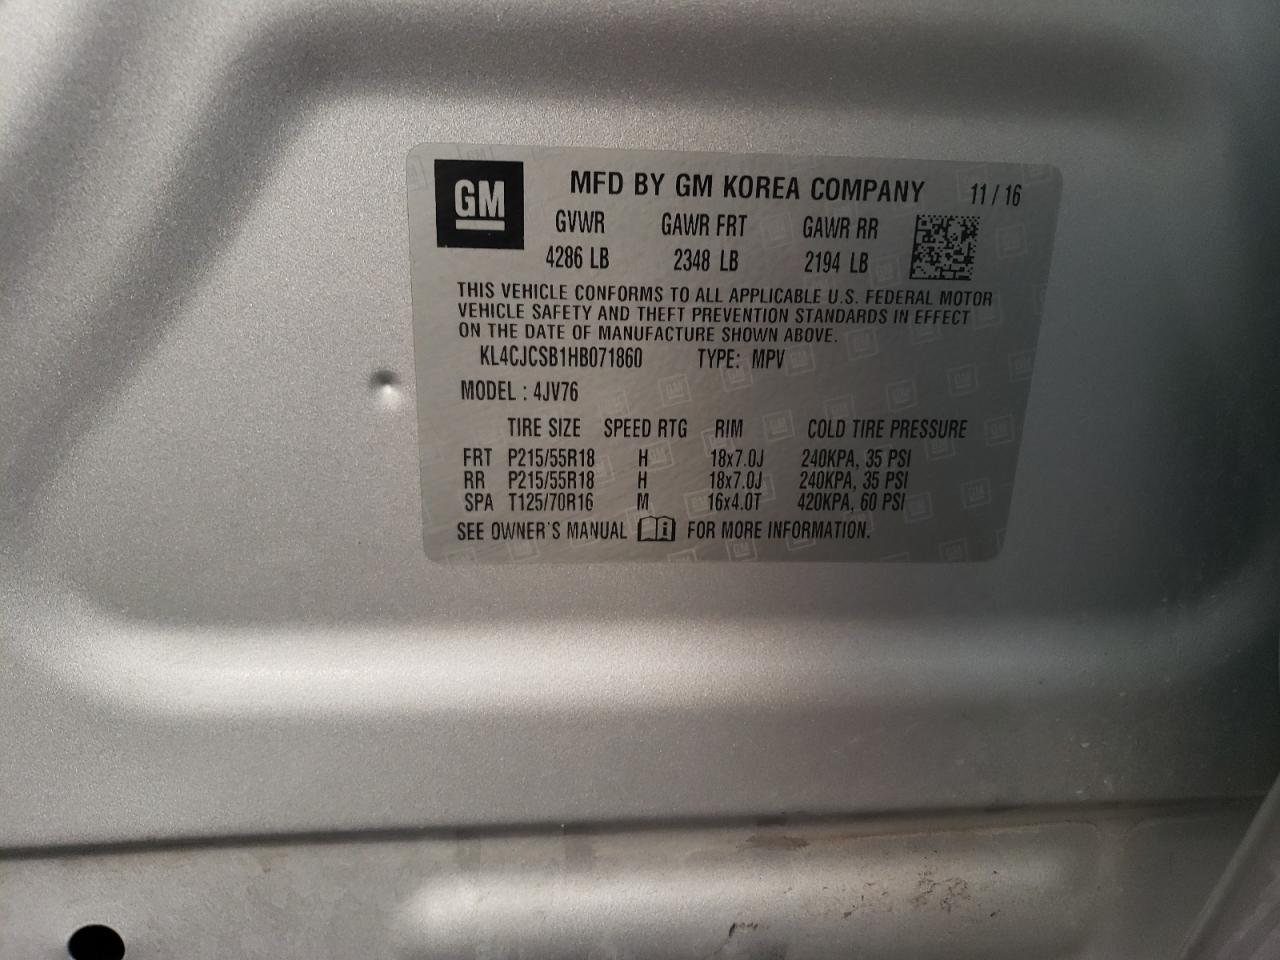 GM MFD BY GM KOREA COMPANY 11/16
GVWR GAWR FRT GAWR RR
4286 LB 2348 LB 2194 LB
THIS VEHICLE CONFORMS TO ALL APPLICABLE U.S. FEDERAL MOTOR
VEHICLE SAFETY AND THEFT PREVENTION STANDARDS IN EFFECT
ON THE DATE OF MANUFACTURE SHOWN ABOVE.
KL4CJCSB1HB071860 TYPE: MPV
MODEL : 4JV76
TIRE SIZE SPEED RTG RIM COLD TIRE PRESSURE
FRT P215/55R18 H 18x7.0J 240KPA, 35 PSI
RR P215/55R18 H 18x7.0J 240KPA, 35 PSI
SPA T125/70R16 M 16x4.0T 420KPA, 60 PSI
SEE OWNER'S MANUAL FOR MORE INFORMATION.